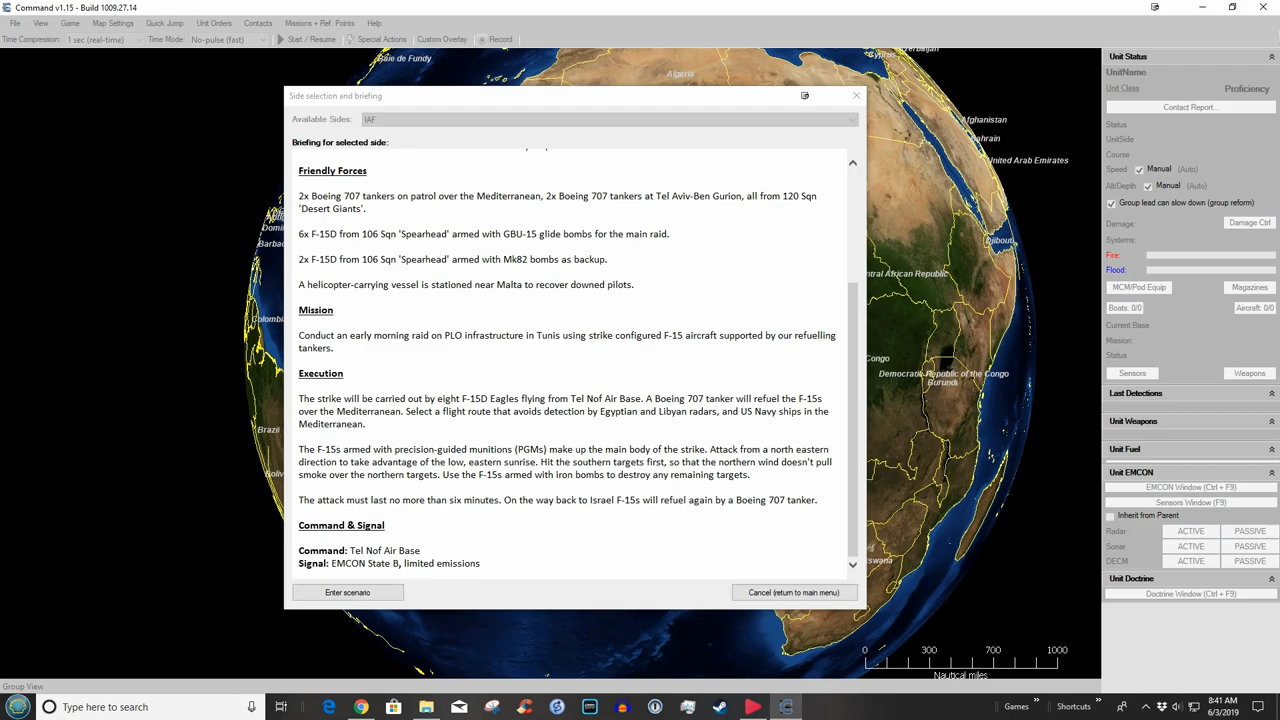 Command v1.15 - Build 1009.27.14
File View Game Map Settings Quick Jump Unit Orders Contacts Missions + Ref. Points Help
Time Compression: 1 sec (real-time) Time Mode: No-pulse (fast) Start / Resume Special Actions Custom Overlay Record
Baie de Fundy
Algeria
Cyprus
Azerbaijan
Afghanistan
Bahrain
United Arab Emirates
Djibouti
Central African Republic
Congo
Democratic Republic of the Congo
Burundi
Colombia
Brazil
Side selection and briefing
Available Sides: IAF
Briefing for selected side:
Friendly Forces
2x Boeing 707 tankers on patrol over the Mediterranean, 2x Boeing 707 tankers at Tel Aviv-Ben Gurion, all from 120 Sqn
'Desert Giants'.
6x F-15D from 106 Sqn 'Spearhead' armed with GBU-15 glide bombs for the main raid.
2x F-15D from 106 Sqn 'Spearhead' armed with Mk82 bombs as backup.
A helicopter-carrying vessel is stationed near Malta to recover downed pilots.
Mission
Conduct an early morning raid on PLO infrastructure in Tunis using strike configured F-15 aircraft supported by our refuelling
tankers.
Execution
The strike will be carried out by eight F-15D Eagles flying from Tel Nof Air Base. A Boeing 707 tanker will refuel the F-15s
over the Mediterranean. Select a flight route that avoids detection by Egyptian and Libyan radars, and US Navy ships in the
Mediterranean.
The F-15s armed with precision-guided munitions (PGMs) make up the main body of the strike. Attack from a north eastern
direction to take advantage of the low, eastern sunrise. Hit the southern targets first, so that the northern wind doesn't pull
smoke over the northern targets. Use the F-15s armed with iron bombs to destroy any remaining targets.
The attack must last no more than six minutes. On the way back to Israel F-15s will refuel again by a Boeing 707 tanker.
Command & Signal
Command: Tel Nof Air Base
Signal: EMCON State B, limited emissions
Enter scenario
Cancel (return to main menu)
0 300 700 1000
Nautical miles
Unit Status
UnitName
Unit Class Proficiency
Contact Report...
Status
UnitSide
Course
Speed Manual (Auto)
Alt/Depth Manual (Auto)
Group lead can slow down (group reform)
Damage: Damage Ctrl
Systems:
Fire:
Flood:
MCM/Pod Equip Magazines
Boats: 0/0 Aircraft: 0/0
Current Base
Mission:
Status
Sensors Weapons
Last Detections
Unit Weapons
Unit Fuel
Unit EMCON
EMCON Window (Ctrl + F9)
Sensors Window (F9)
Inherit from Parent
Radar ACTIVE PASSIVE
Sonar ACTIVE PASSIVE
OECM ACTIVE PASSIVE
Unit Doctrine
Doctrine Window (Ctrl + F9)
Group View
Type here to search
Games
Shortcuts
8:41 AM
6/3/2019